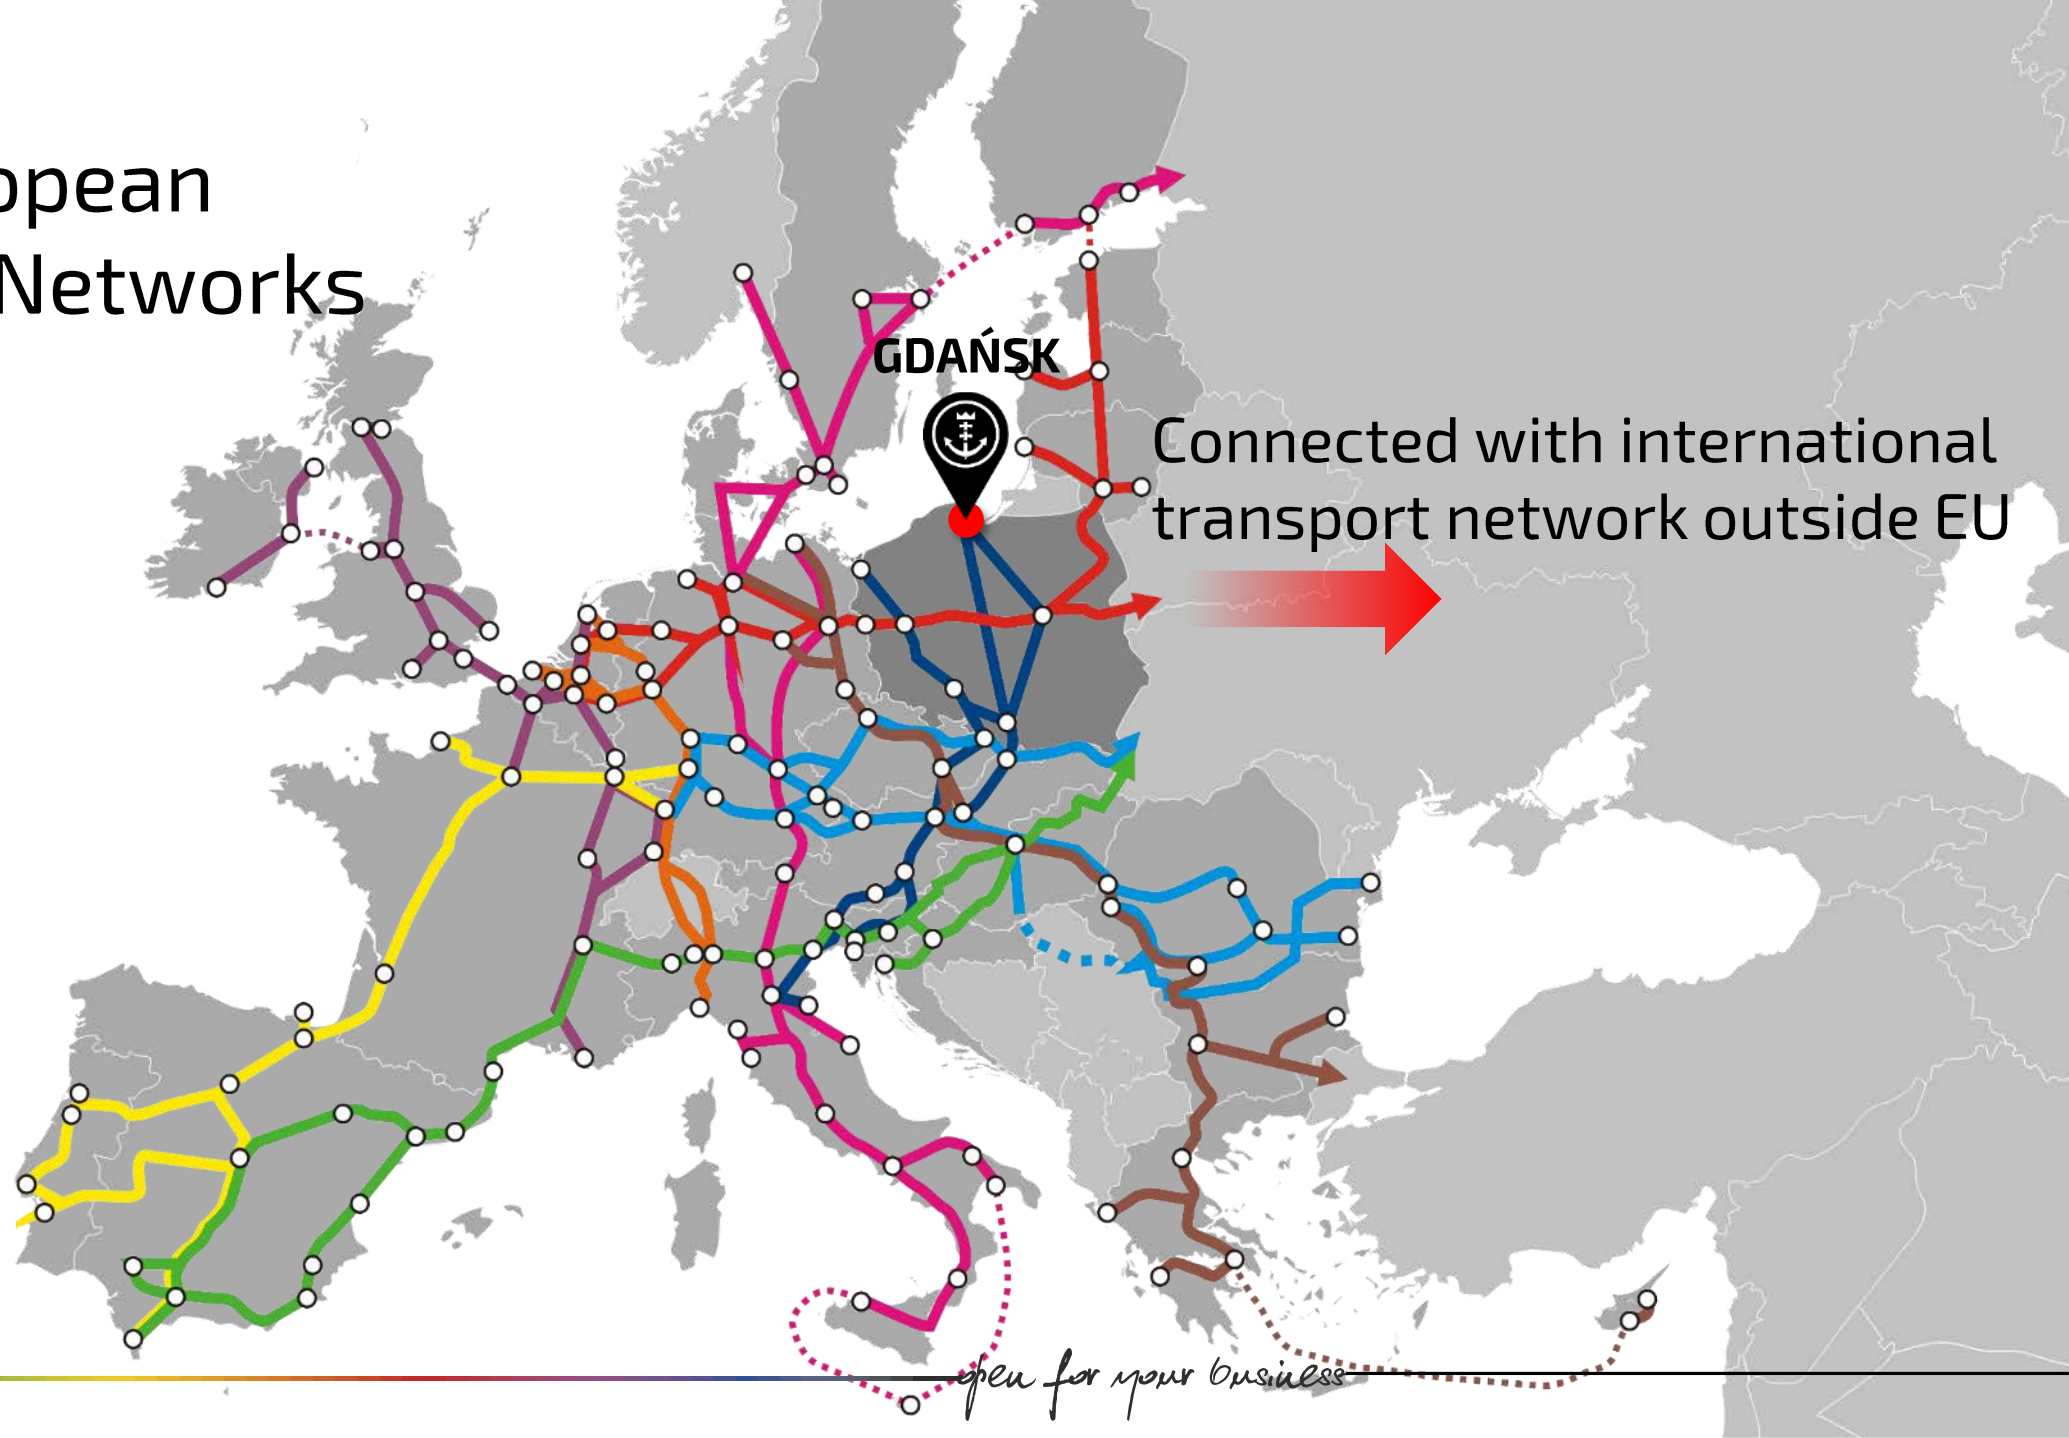 opean
Networks
GDAŃSK
Connected with international
transport network outside EU
open for your business